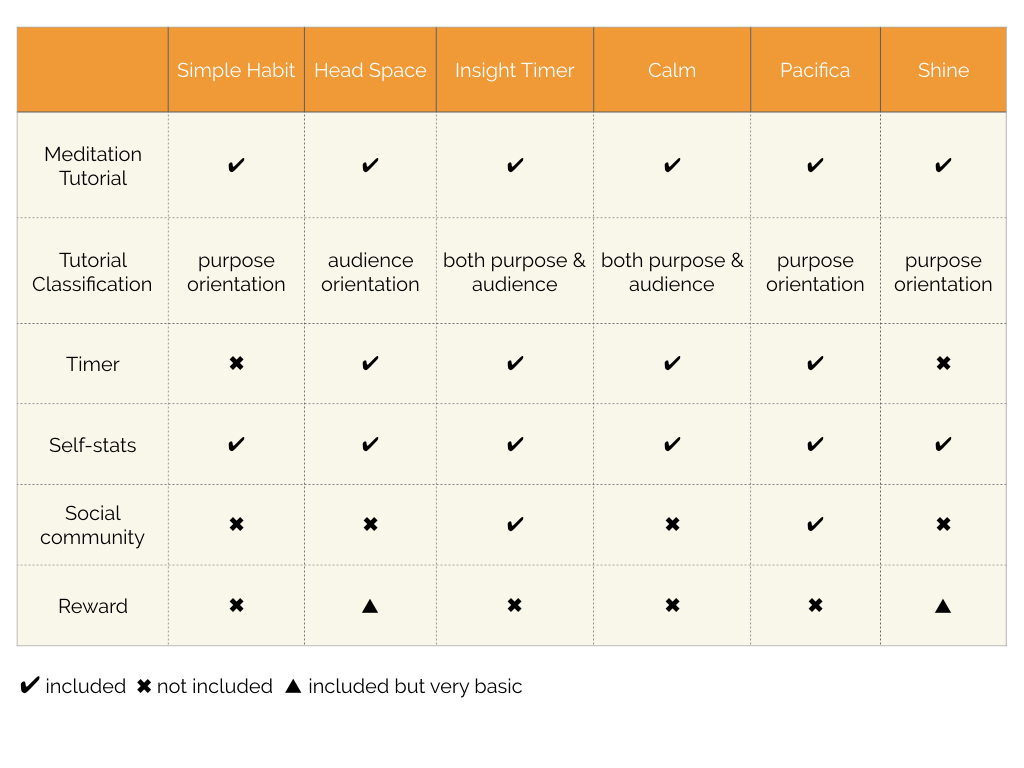 Simple Habit Head Space Insight Timer Calm Pacifica Shine
Meditation
Tutorial ✔ ✔ ✔ ✔ ✔ ✔
Tutorial purpose audience both purpose & both purpose & purpose purpose
Classification orientation orientation audience audience orientation orientation
Timer ✖ ✔ ✔ ✔ ✔ ✖
Self-stats ✔ ✔ ✔ ✔ ✔ ✔
Social
community ✖ ✖ ✔ ✖ ✔ ✖
Reward ✖ ▲ ✖ ✖ ✖ ▲
✔ included ✖ not included ▲ included but very basic